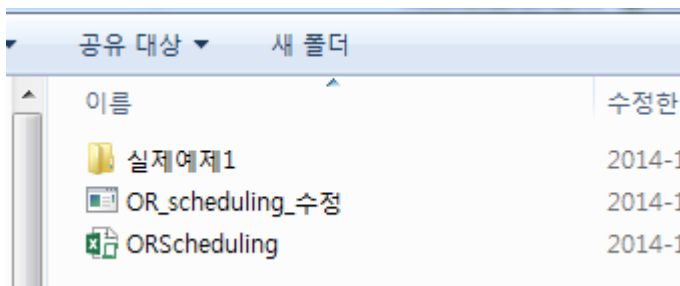 공유 대상 새 폴더
이름 수정한
실제예제1 2014-1
OR_scheduling_수정 2014-1
ORScheduling 2014-1